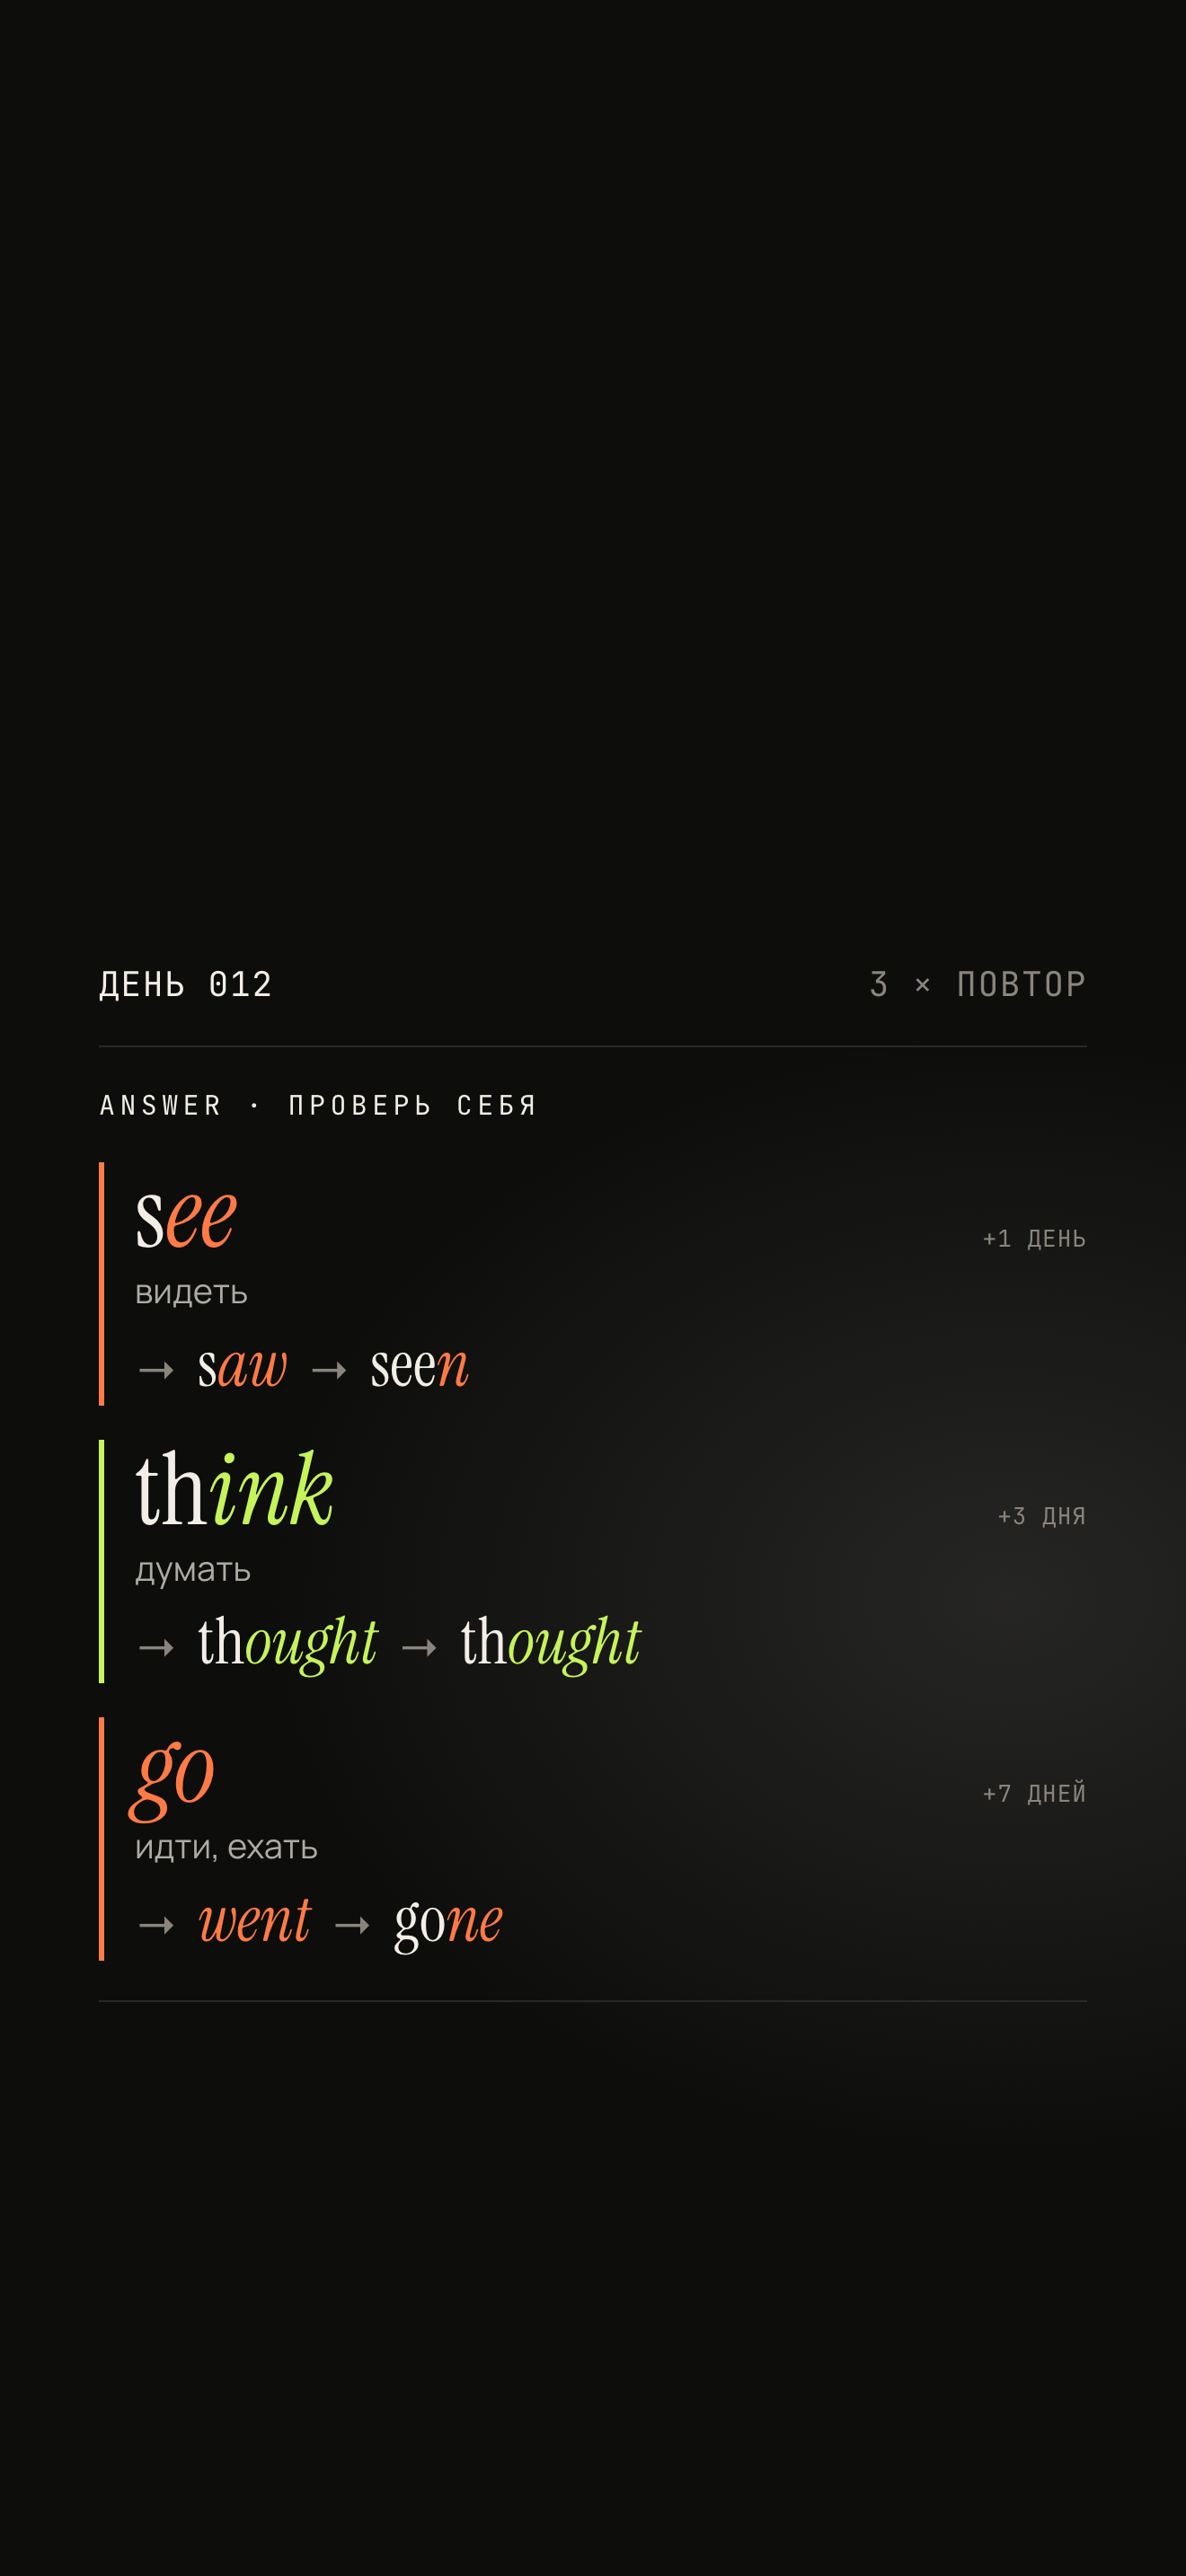 ДЕНЬ 012
3 × ПОВТОР
ANSWER · ПРОВЕРЬ СЕБЯ
see
+1 ДЕНЬ
видеть
→ saw → seen
think
+3 ДНЯ
думать
→ thought → thought
go
+7 ДНЕЙ
идти, ехать
→ went → gone